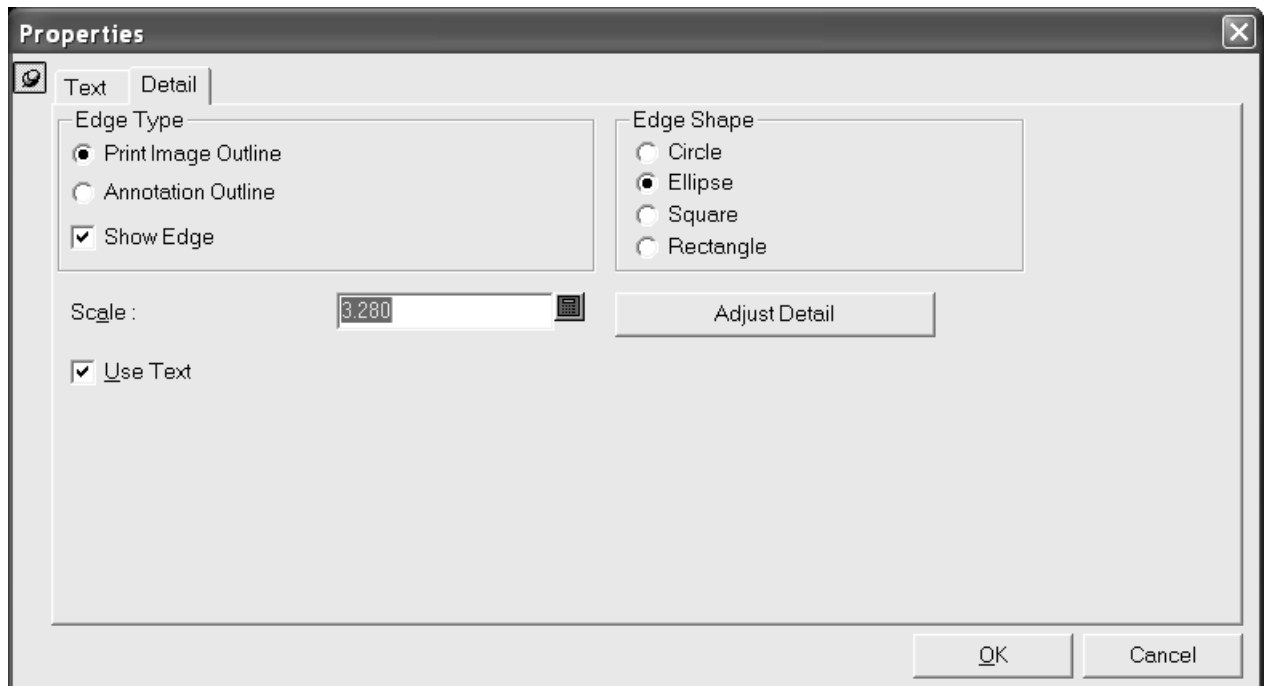 Properties
Text Detail
Edge Type
Print Image Outline
Annotation Outline
Show Edge
Edge Shape
Circle
Ellipse
Square
Rectangle
Scale :
3.280
Adjust Detail
Use Text
OK
Cancel